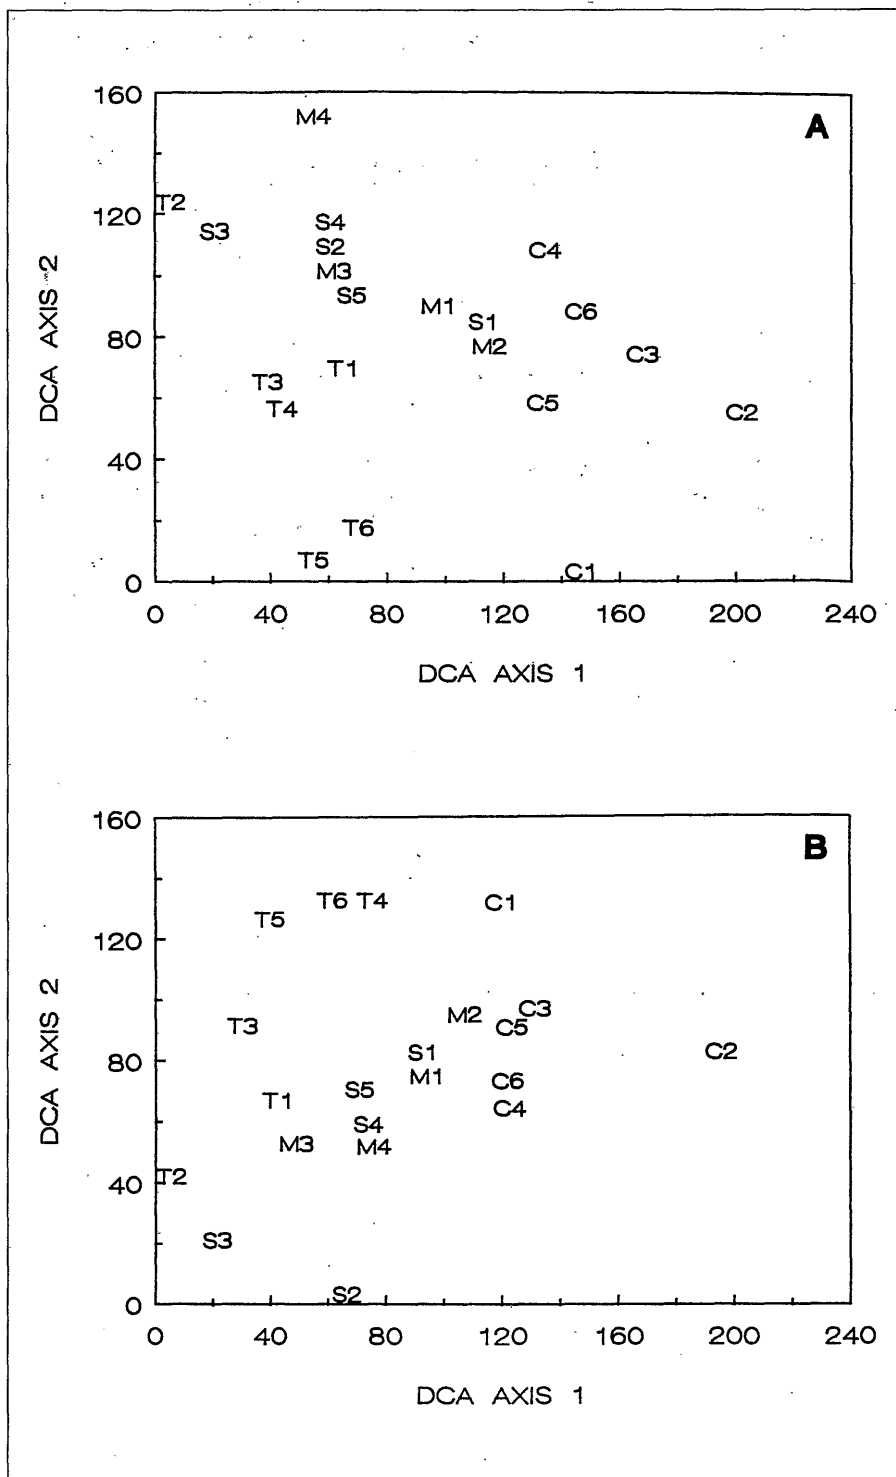 160
M4
A
T2
120
S3
S4
S2
C4
M3
S5
M1
C6
S1
M2
80
C3
T1
T3
T4
C5
C2
40
T6
T5
C1
0
0 40 80 120 160 200 240
DCA AXIS 2
DCA AXIS 1
160
B
T6 T4
C1
T5
120
C3
M2
T3
C5
S1
C2
80
M1
C6
S5
T1
C4
S4
M3
M4
T2
40
S3
S2
0
0 40 80 120 160 200 240
DCA AXIS 2
DCA AXIS 1